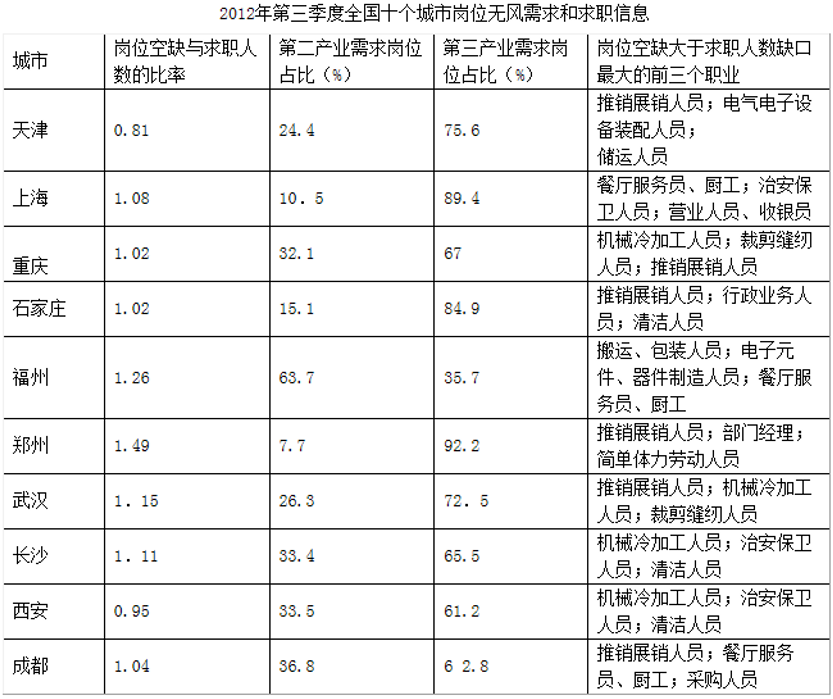 2012年第三季度全国十个城市岗位无风需求和求职信息
城市
岗位空缺与求职人
数的比率
第二产业需求岗位
占比（%）
第三产业需求岗
位占比（%）
岗位空缺大于求职人数缺口
最大的前三个职业
天津
0.81
24.4
75.6
推销展销人员；电气电子设
备装配人员；
储运人员
上海
1.08
10．5
89.4
餐厅服务员、厨工；治安保
卫人员；营业人员、收银员
重庆
1.02
32.1
67
机械冷加工人员；裁剪缝纫
人员；推销展销人员
石家庄
1.02
15.1
84.9
推销展销人员；行政业务人
员；清洁人员
福州
1.26
63.7
35.7
搬运、包装人员；电子元
件、器件制造人员；餐厅服
务员、厨工
郑州
1.49
7.7
92.2
推销展销人员；部门经理；
简单体力劳动人员
武汉
1．15
26.3
72．5
推销展销人员；机械冷加工
人员；裁剪缝纫人员
长沙
1．11
33.4
65.5
机械冷加工人员；治安保卫
人员；清洁人员
西安
0.95
33.5
61.2
机械冷加工人员；治安保卫
人员；清洁人员
成都
1.04
36.8
6 2.8
推销展销人员；餐厅服务
员、厨工；采购人员